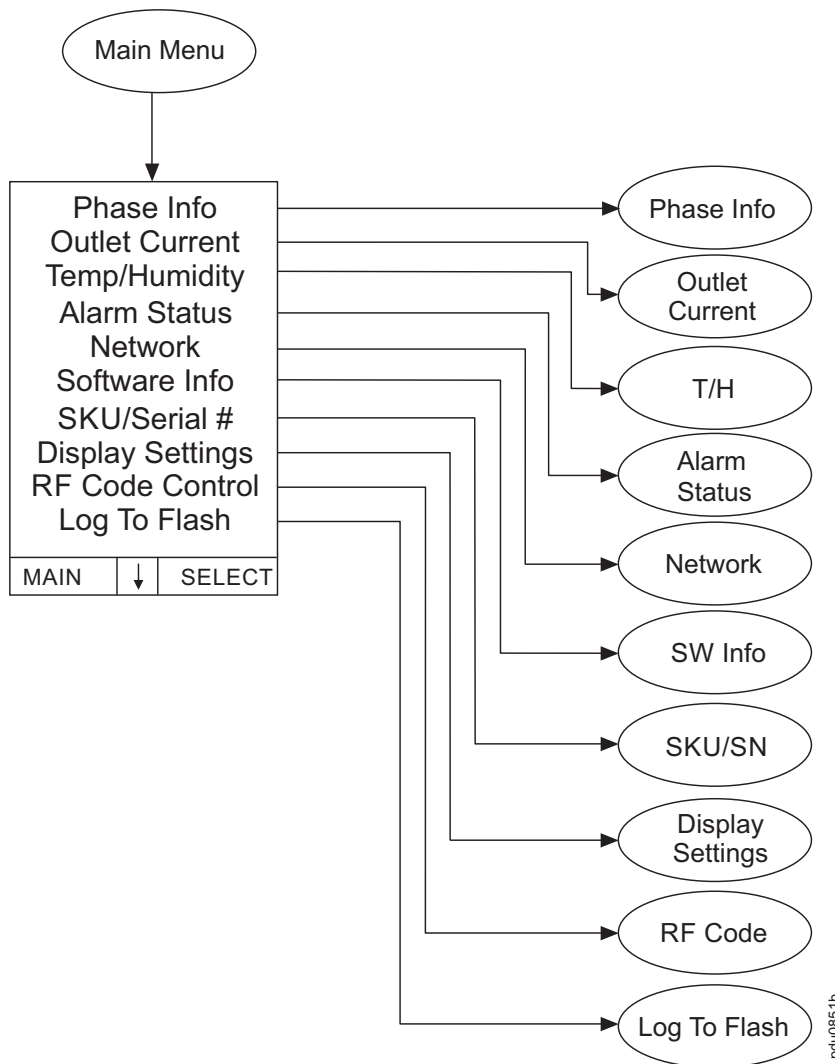 Main Menu
Phase Info
Outlet Current
Temp/Humidity
Alarm Status
Network
Software Info
SKU/Serial #
Display Settings
RF Code Control
Log To Flash
MAIN ↓ SELECT
Phase Info
Outlet
Current
T/H
Alarm
Status
Network
SW Info
SKU/SN
Display
Settings
RF Code
Log To Flash
pdu0851b